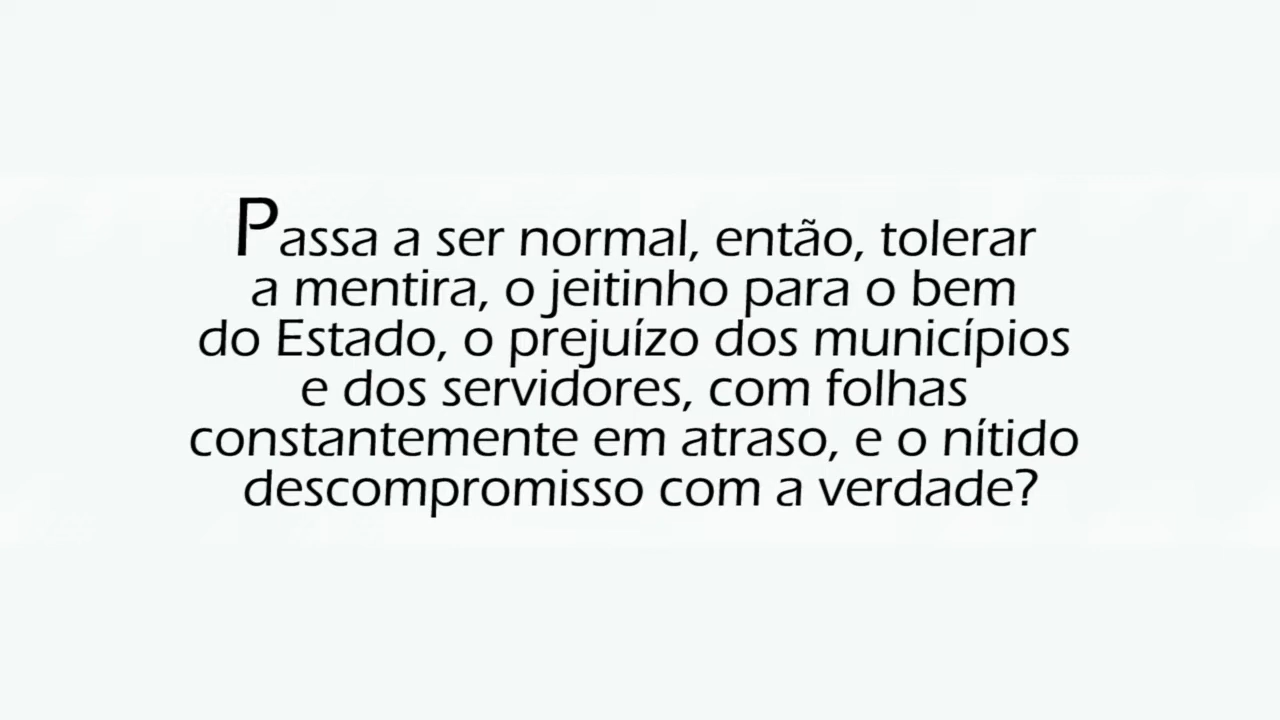 Passa a ser normal, então, tolerar
a mentira, o jeitinho para o bem
do Estado, o prejuízo dos municípios
e dos servidores, com folhas
constantemente em atraso, e o nítido
descompromisso com a verdade?